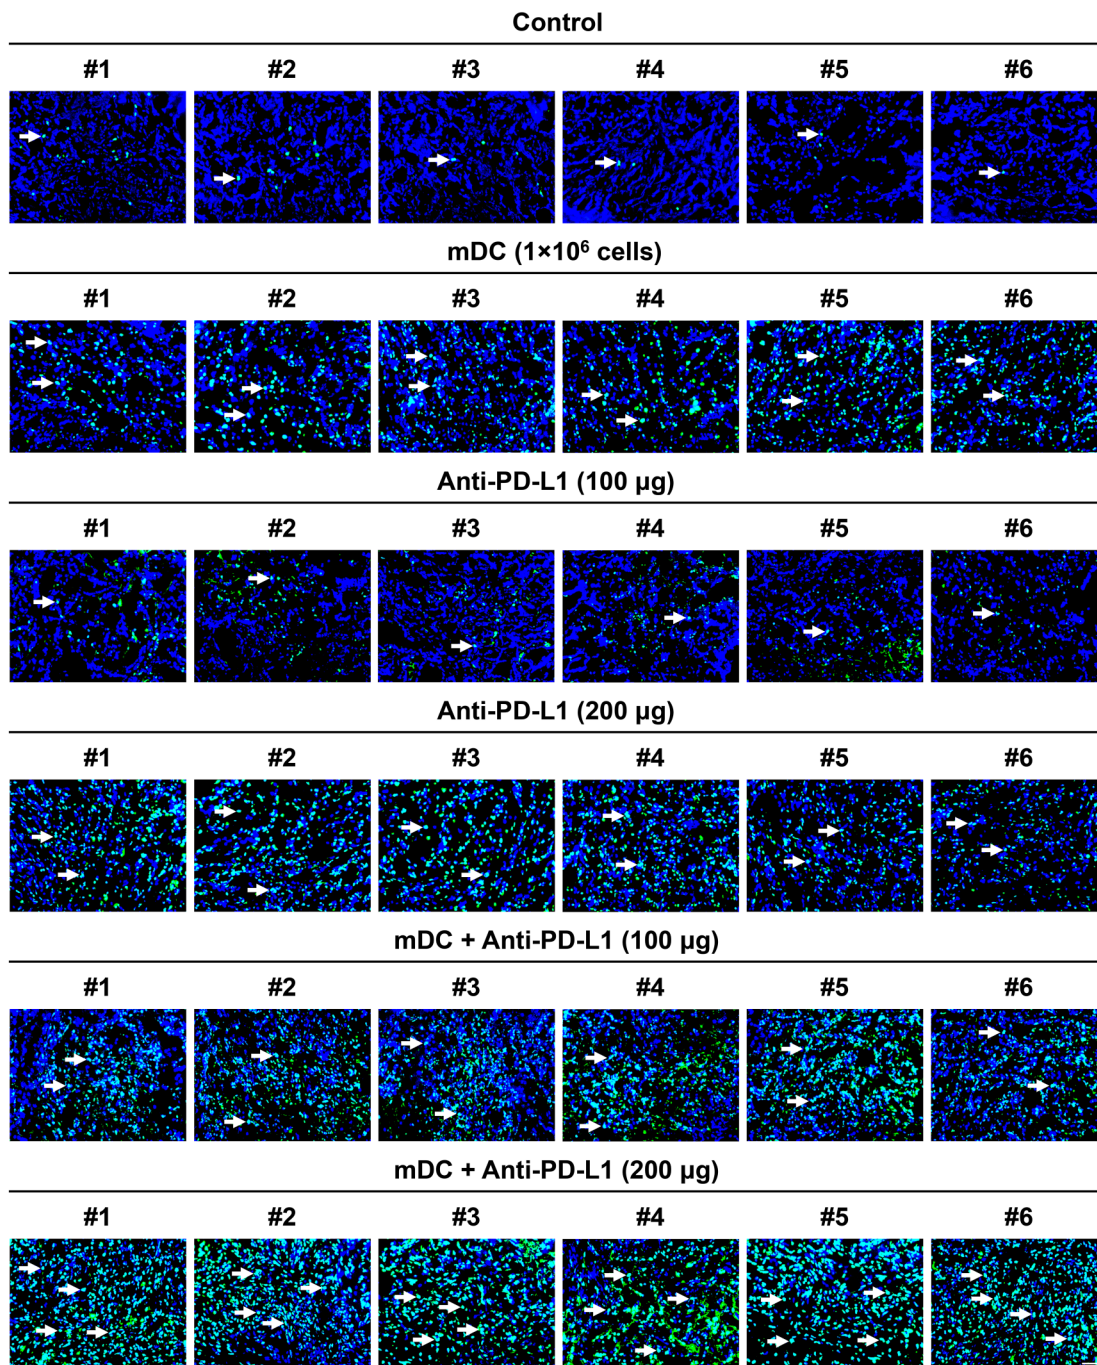 Control
#1 #2 #3 #4 #5 #6
mDC (1×10⁶ cells)
#1 #2 #3 #4 #5 #6
Anti-PD-L1 (100 µg)
#1 #2 #3 #4 #5 #6
Anti-PD-L1 (200 µg)
#1 #2 #3 #4 #5 #6
mDC + Anti-PD-L1 (100 µg)
#1 #2 #3 #4 #5 #6
mDC + Anti-PD-L1 (200 µg)
#1 #2 #3 #4 #5 #6